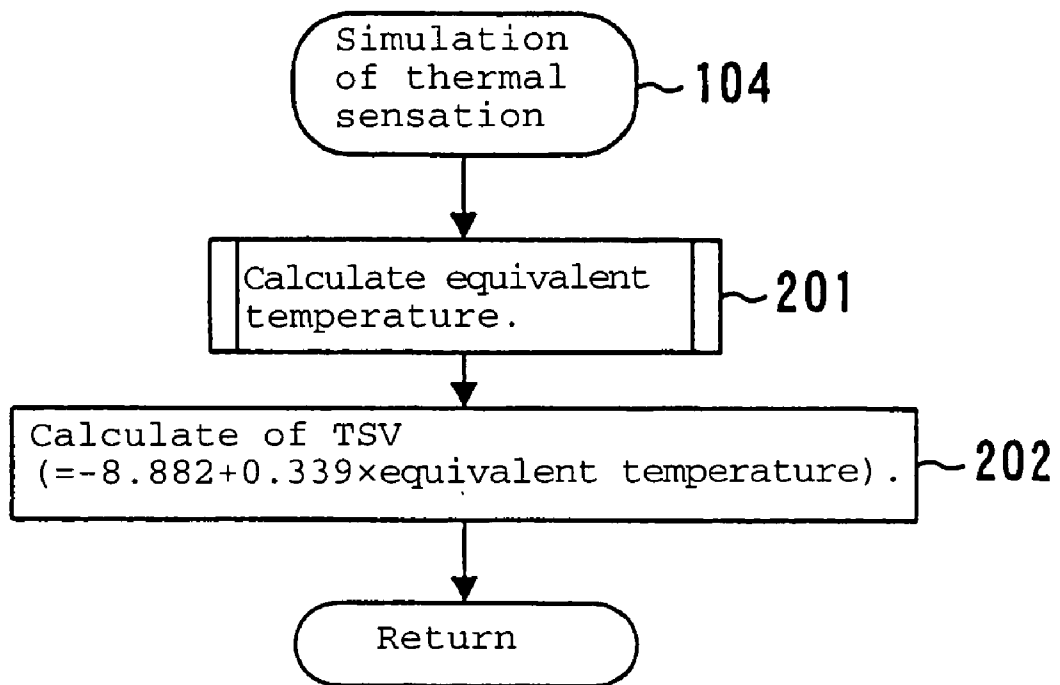 Simulation
of thermal
sensation
104
Calculate equivalent
temperature.
201
Calculate of TSV
(=-8.882+0.339×equivalent temperature).
202
Return